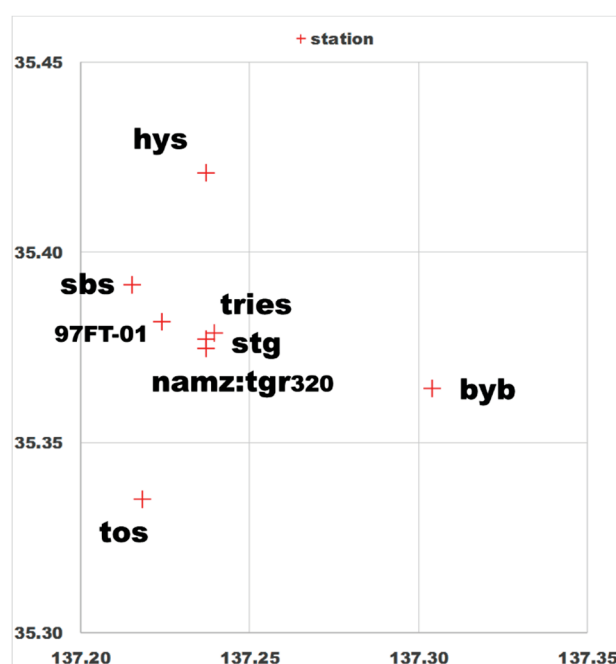 + station
35.45
hys
35.40
sbs
tries
97FT-01
stg
namz:tgr320
byb
35.35
tos
35.30
137.20 137.25 137.30 137.35